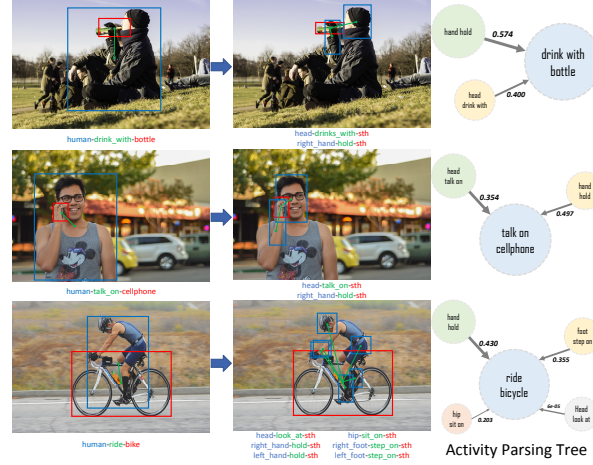 hand hold
0.574
drink with
bottle
head
drink with
0.400
human-drink_with-bottle
head-drinks_with-sth
right_hand-hold-sth
head
talk on
0.354
hand
hold
0.497
talk on
cellphone
human-talk_on-cellphone
head-talk_on-sth
right_hand-hold-sth
hand
hold
0.430
foot
step on
0.355
ride
bicycle
hip
sit on
0.203
6e-05
Head
look at
human-ride-bike
head-look_at-sth
hip-sit_on-sth
right_hand-hold-sth
right_foot-step_on-sth
left_hand-hold-sth
left_foot-step_on-sth
Activity Parsing Tree